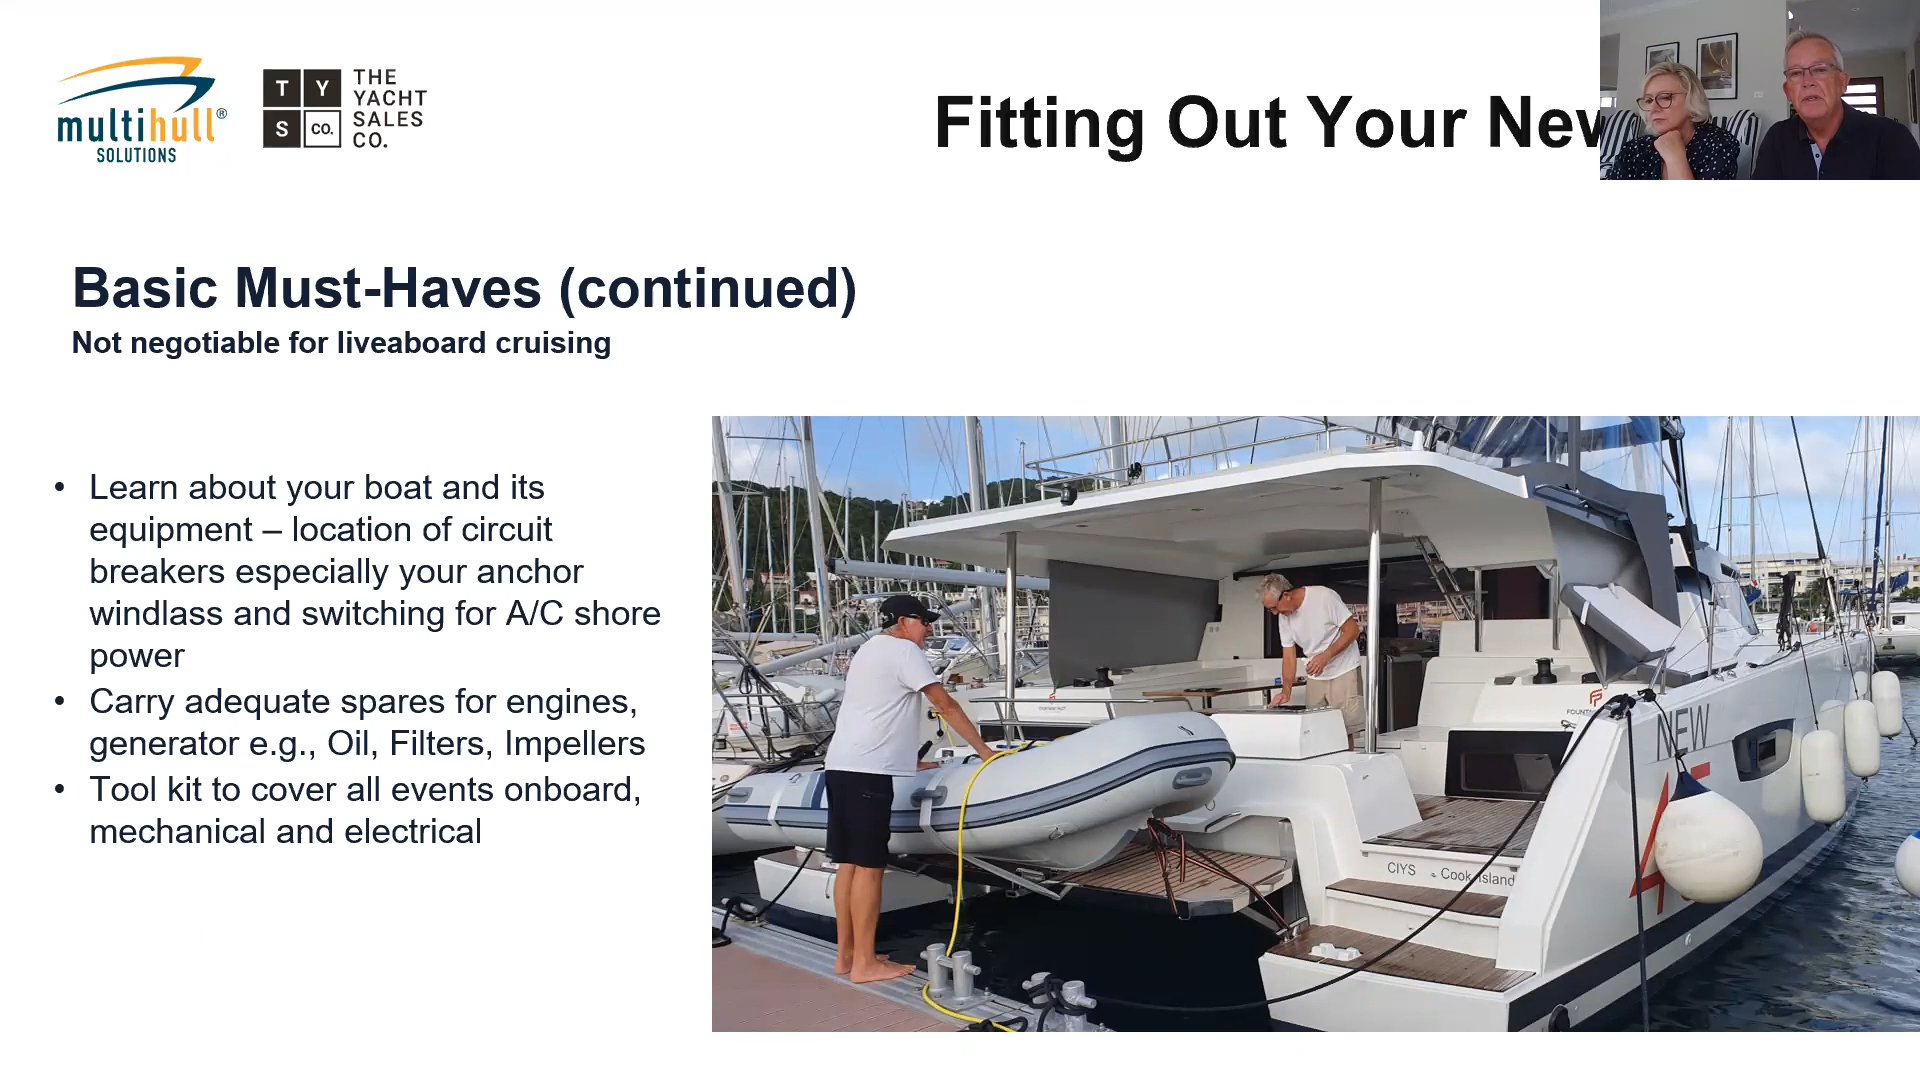 multihull®
SOLUTIONS
T Y
S CO.
THE
YACHT
SALES
CO.
Fitting Out Your New
Basic Must-Haves (continued)
Not negotiable for liveaboard cruising
• Learn about your boat and its
equipment – location of circuit
breakers especially your anchor
windlass and switching for A/C shore
power
• Carry adequate spares for engines,
generator e.g., Oil, Filters, Impellers
• Tool kit to cover all events onboard,
mechanical and electrical
NEW
CIYS Cook Island